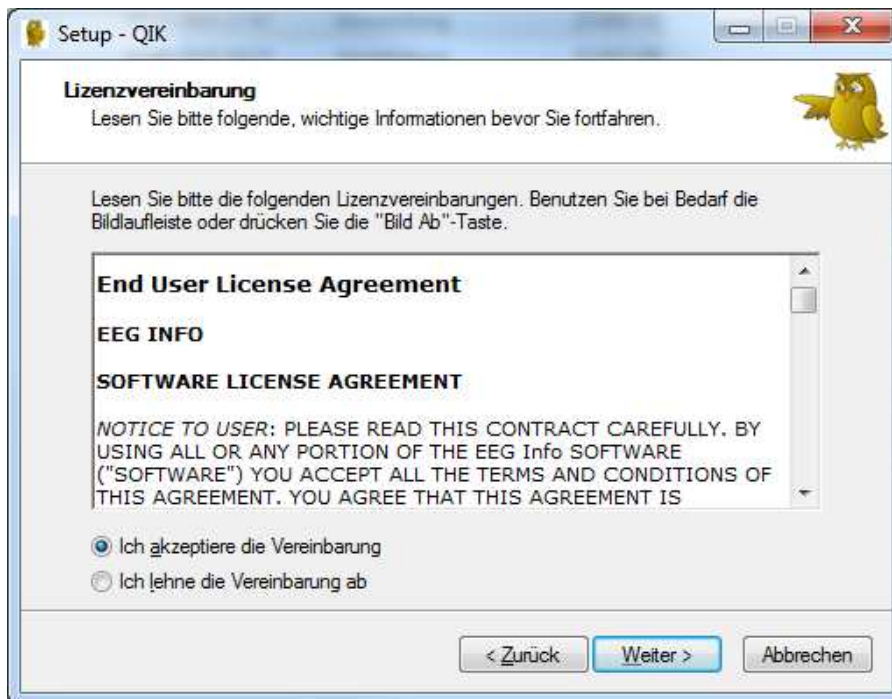 Setup - QIK
Lizenzvereinbarung
Lesen Sie bitte folgende, wichtige Informationen bevor Sie fortfahren.
Lesen Sie bitte die folgenden Lizenzvereinbarungen. Benutzen Sie bei Bedarf die
Bildlaufleiste oder drücken Sie die "Bild Ab"-Taste.
End User License Agreement
EEG INFO
SOFTWARE LICENSE AGREEMENT
NOTICE TO USER: PLEASE READ THIS CONTRACT CAREFULLY. BY
USING ALL OR ANY PORTION OF THE EEG Info SOFTWARE
("SOFTWARE") YOU ACCEPT ALL THE TERMS AND CONDITIONS OF
THIS AGREEMENT. YOU AGREE THAT THIS AGREEMENT IS
Ich akzeptiere die Vereinbarung
Ich lehne die Vereinbarung ab
< Zurück
Weiter >
Abbrechen